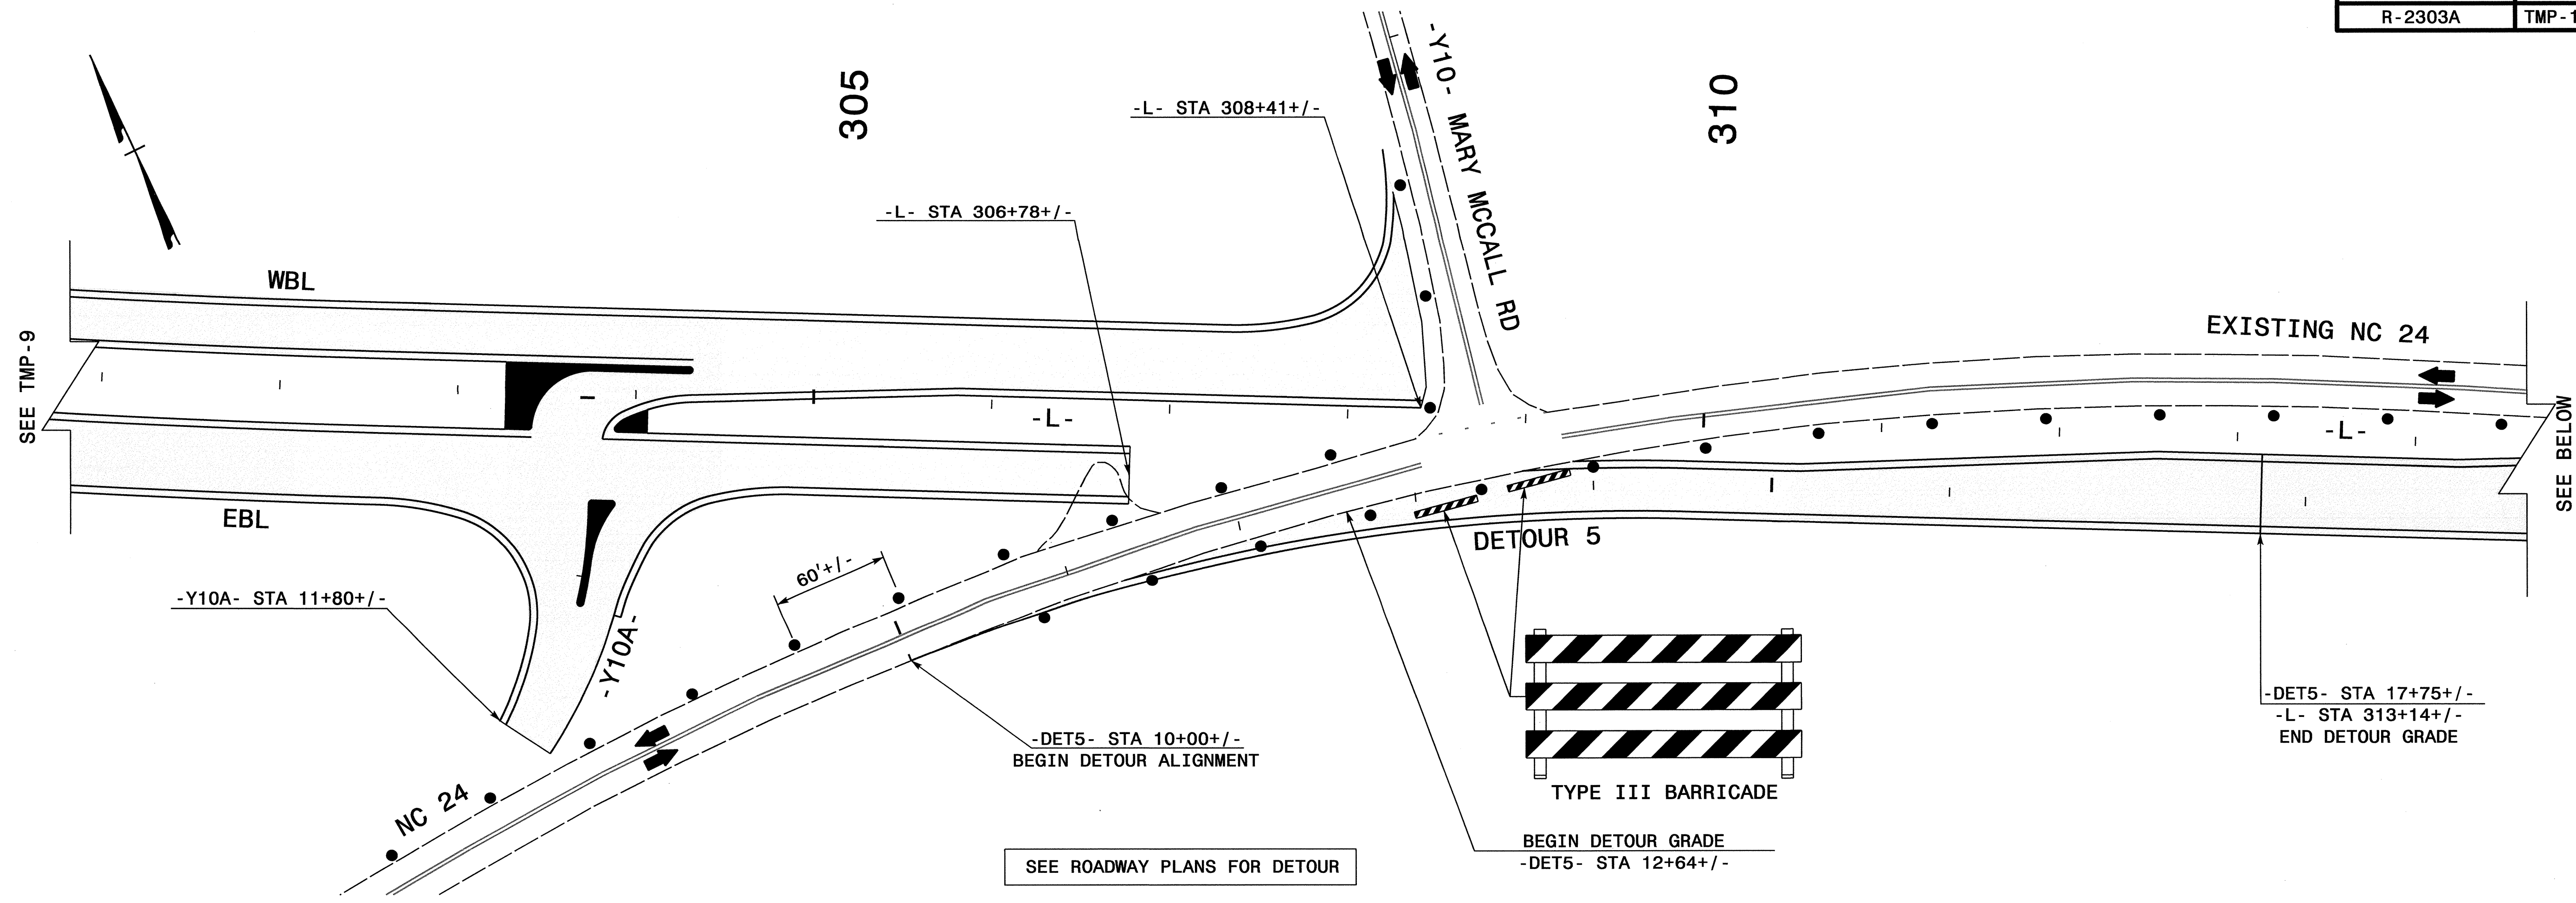 R-2303A TMP-1
305
310
-Y10- MARY MCCALL RD
-L- STA 308+41+/-
-L- STA 306+78+/-
WBL
EXISTING NC 24
SEE TMP-9
-L-
-L-
SEE BELOW
EBL
DETOUR 5
60'+/-
-Y10A- STA 11+80+/-
-Y10A-
-DET5- STA 17+75+/-
-L- STA 313+14+/-
END DETOUR GRADE
-DET5- STA 10+00+/-
BEGIN DETOUR ALIGNMENT
TYPE III BARRICADE
NC 24
BEGIN DETOUR GRADE
-DET5- STA 12+64+/-
SEE ROADWAY PLANS FOR DETOUR